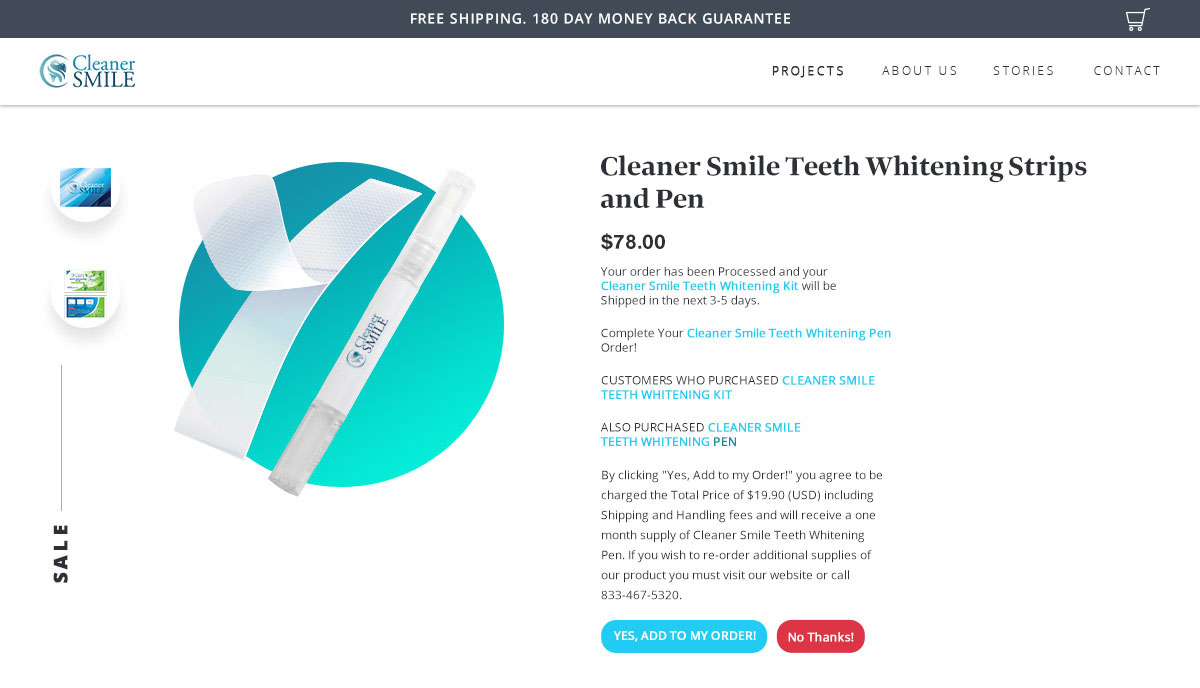 FREE SHIPPING. 180 DAY MONEY BACK GUARANTEE
Cleaner
SMILE
PROJECTS
ABOUT US
STORIES
CONTACT
Cleaner
SMILE
SALE
Cleaner
SMILE
Cleaner Smile Teeth Whitening Strips
and Pen
$78.00
Your order has been Processed and your
Cleaner Smile Teeth Whitening Kit will be
Shipped in the next 3-5 days.
Complete Your Cleaner Smile Teeth Whitening Pen
Order!
CUSTOMERS WHO PURCHASED CLEANER SMILE
TEETH WHITENING KIT
ALSO PURCHASED CLEANER SMILE
TEETH WHITENING PEN
By clicking "Yes, Add to my Order!" you agree to be
charged the Total Price of $19.90 (USD) including
Shipping and Handling fees and will receive a one
month supply of Cleaner Smile Teeth Whitening
Pen. If you wish to re-order additional supplies of
our product you must visit our website or call
833-467-5320.
YES, ADD TO MY ORDER!
No Thanks!